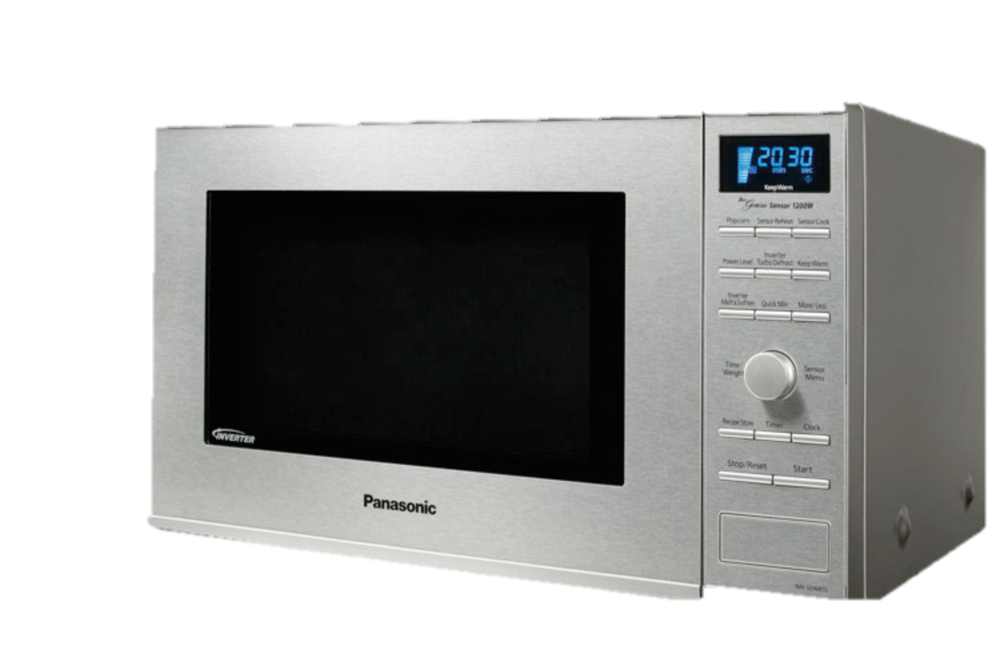 20 30
min sec
Keep Warm
the Genius Sensor 1200W
Popcorn Sensor Reheat Sensor Cook
Power Level Inverter Turbo Defrost Keep Warm
Inverter Melt&Soften Quick Min More/Less
Time/ Weight Sensor Menu
Recipe Store Timer Clock
Stop/Reset Start
INVERTER
Panasonic